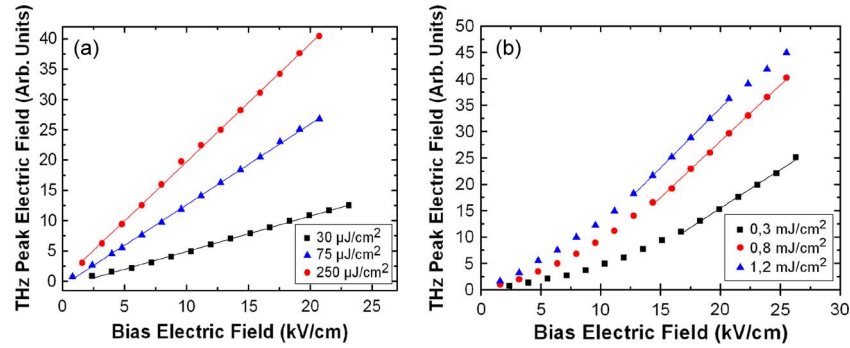 (a)
THz Peak Electric Field (Arb. Units)
40
35
30
25
20
15
10
5
0
0 5 10 15 20 25
Bias Electric Field (kV/cm)
30 µJ/cm²
75 µJ/cm²
250 µJ/cm²
(b)
THz Peak Electric Field (Arb. Units)
50
45
40
35
30
25
20
15
10
5
0
0 5 10 15 20 25 30
Bias Electric Field (kV/cm)
0,3 mJ/cm²
0,8 mJ/cm²
1,2 mJ/cm²